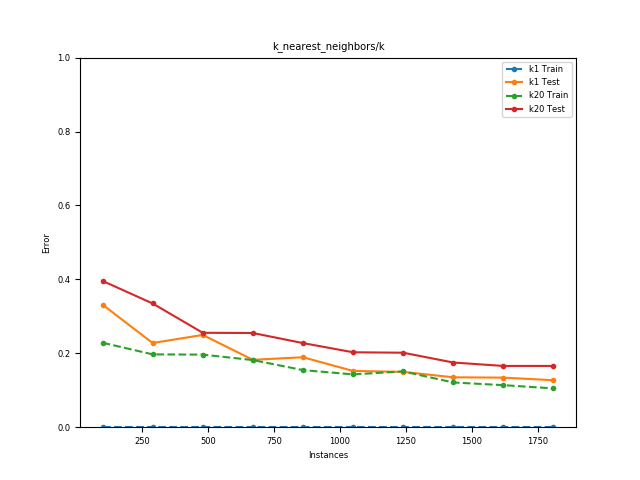 k_nearest_neighbors/k
1.0
k1 Train
k1 Test
k20 Train
k20 Test
0.8
0.6
Error
0.4
0.2
0.0
250 500 750 1000 1250 1500 1750
Instances